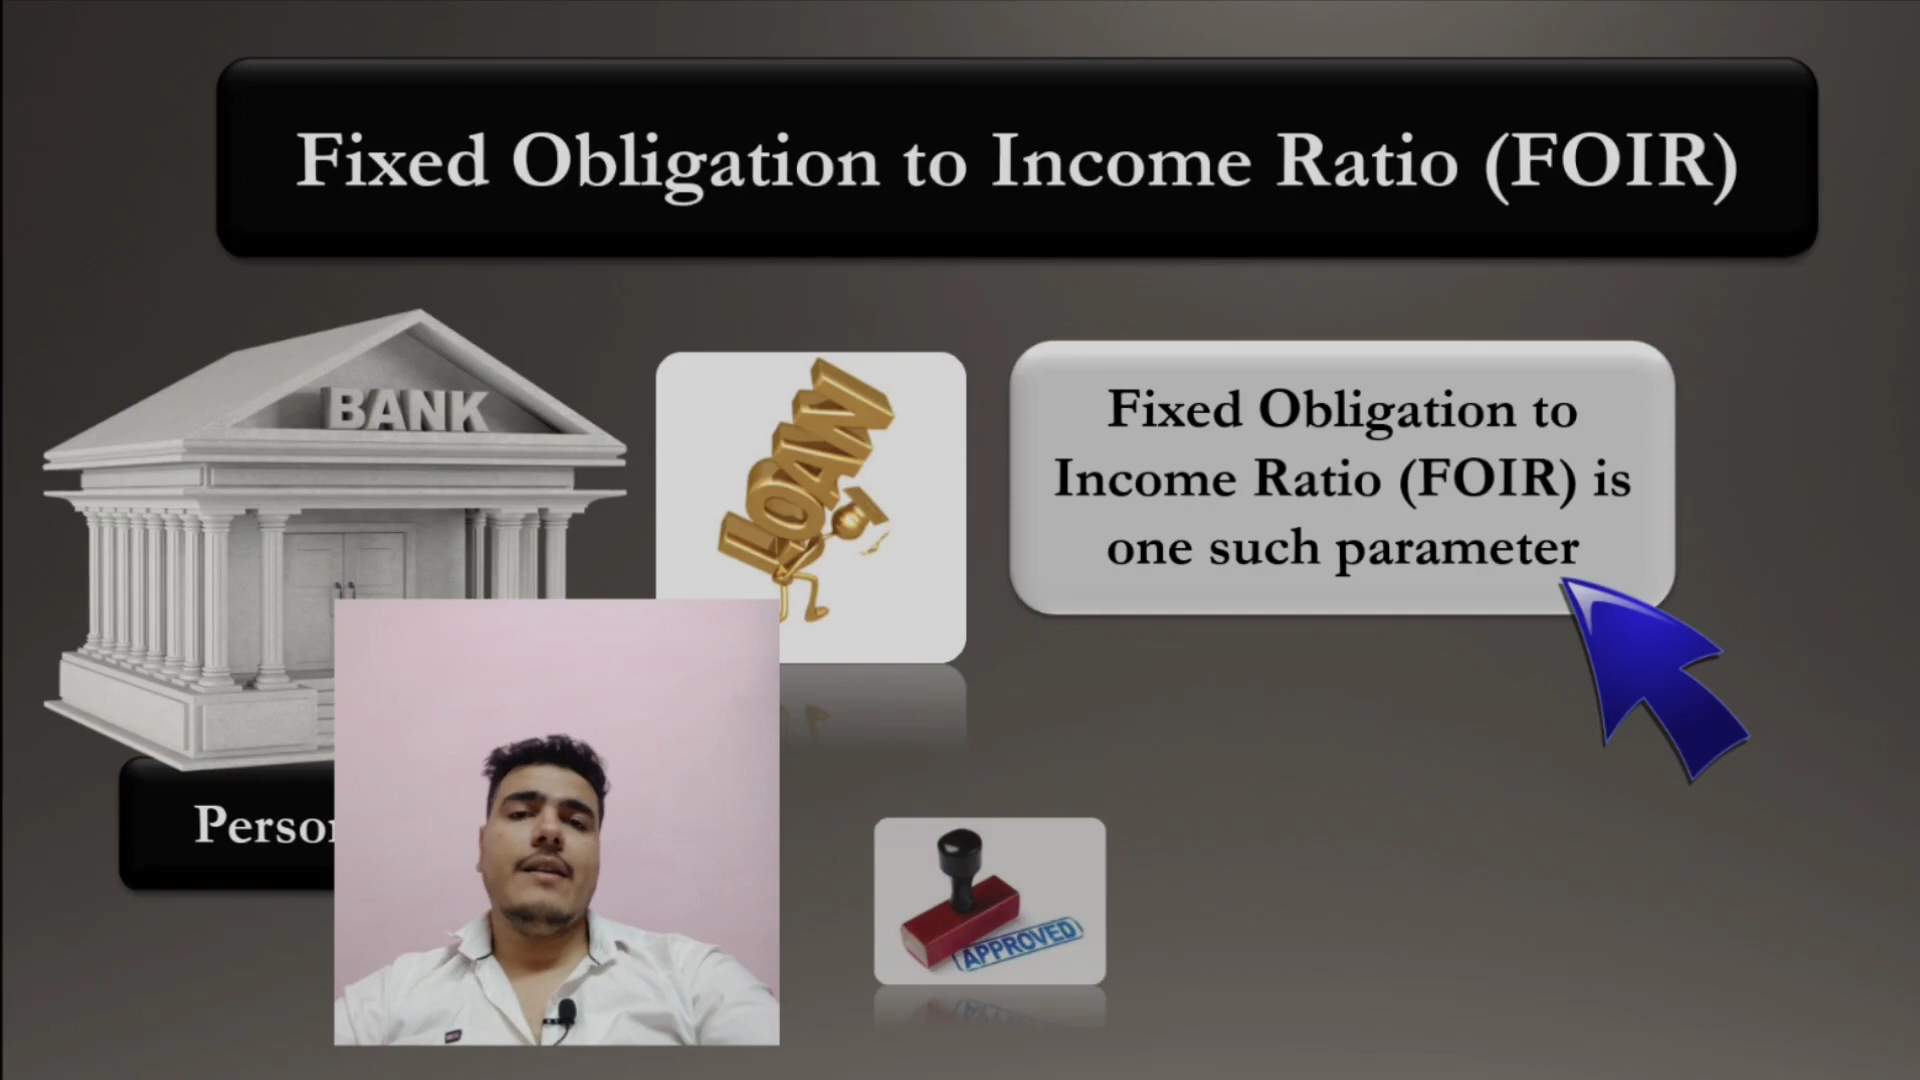 Fixed Obligation to Income Ratio (FOIR)
BANK
LOAN
Fixed Obligation to
Income Ratio (FOIR) is
one such parameter
APPROVED